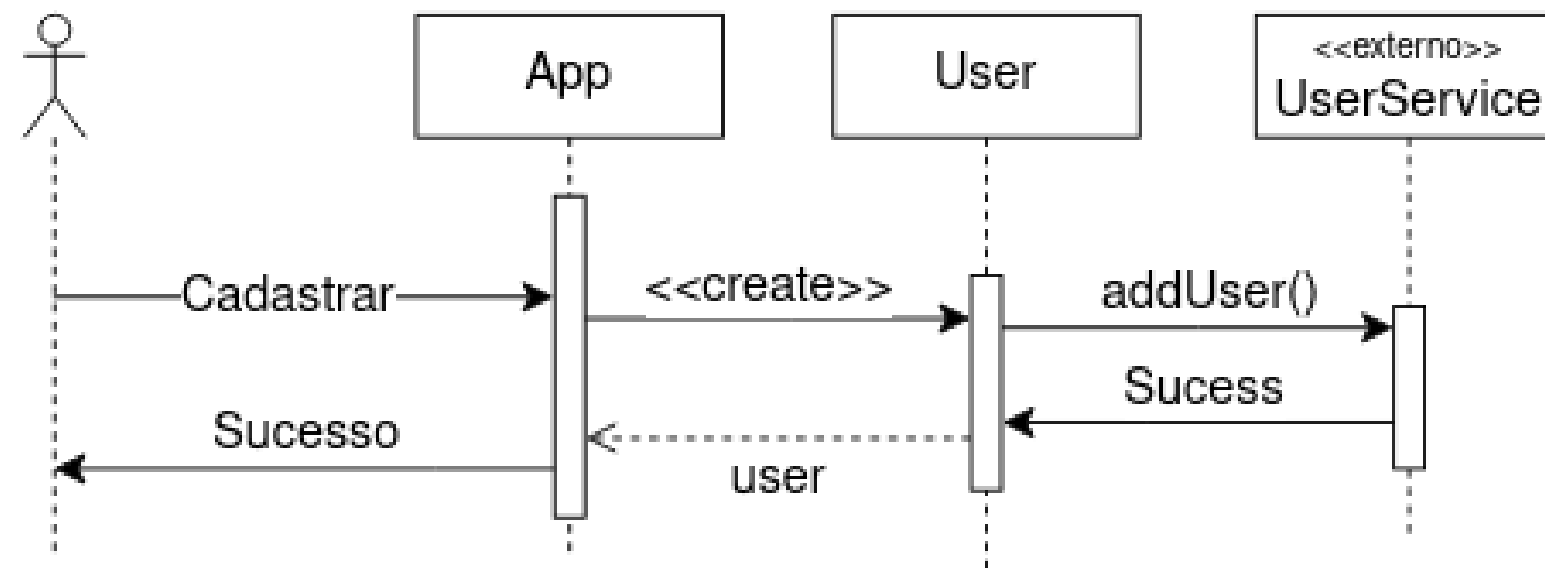 App
User
<<externo>>
UserService
Cadastrar
<<create>>
addUser()
Sucess
Sucesso
user